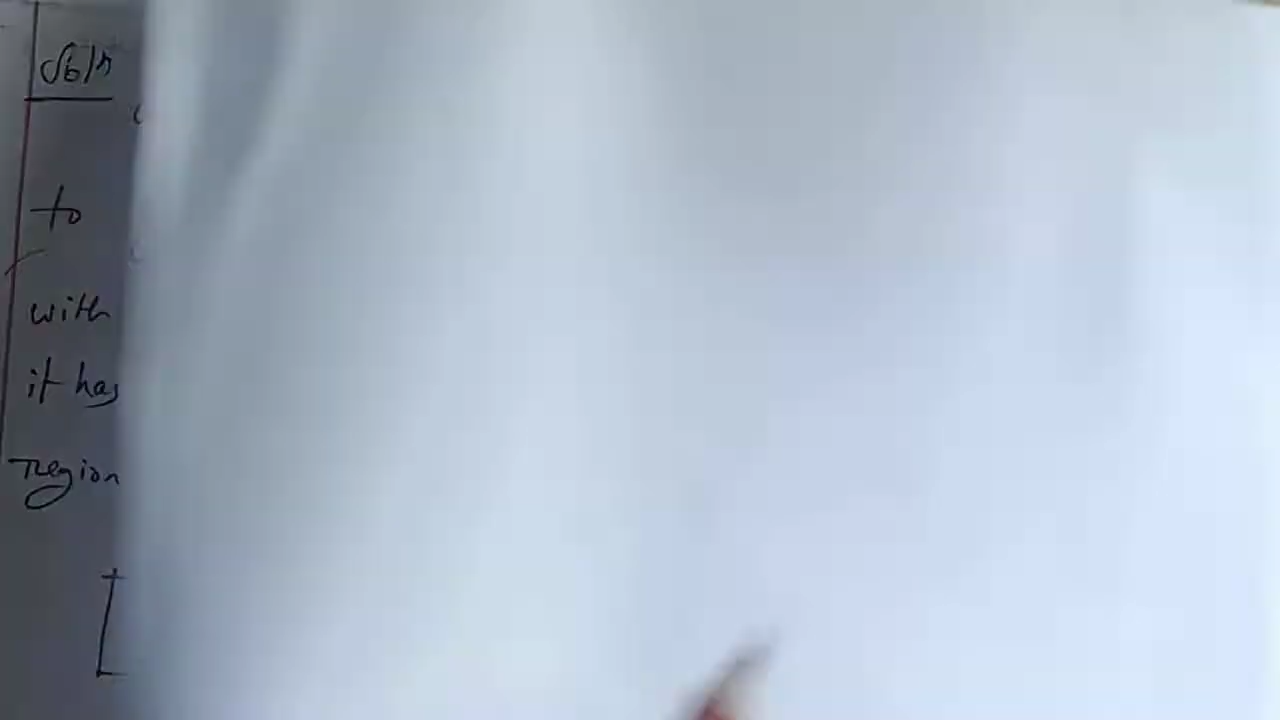 Soln
to
with
it has
region